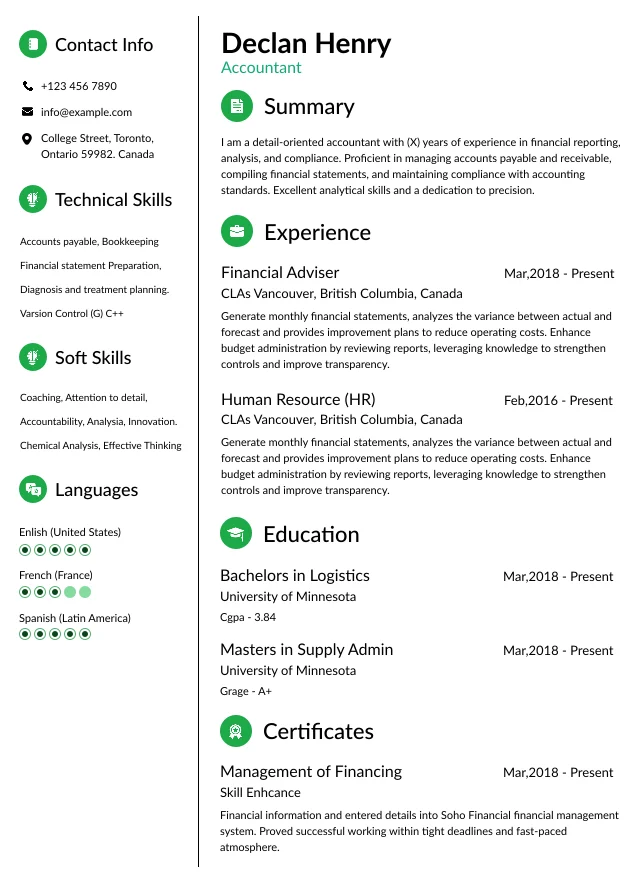 Contact Info
+123 456 7890
info@example.com
College Street, Toronto,
Ontario 59982. Canada
Technical Skills
Accounts payable, Bookkeeping
Financial statement Preparation,
Diagnosis and treatment planning.
Varsion Control (G) C++
Soft Skills
Coaching, Attention to detail,
Accountability, Analysia, Innovation.
Chemical Analysis, Effective Thinking
Languages
Enlish (United States)
French (France)
Spanish (Latin America)
Declan Henry
Accountant
Summary
I am a detail-oriented accountant with (X) years of experience in financial reporting,
analysis, and compliance. Proficient in managing accounts payable and receivable,
compiling financial statements, and maintaining compliance with accounting
standards. Excellent analytical skills and a dedication to precision.
Experience
Financial Adviser Mar,2018 - Present
CLAs Vancouver, British Columbia, Canada
Generate monthly financial statements, analyzes the variance between actual and
forecast and provides improvement plans to reduce operating costs. Enhance
budget administration by reviewing reports, leveraging knowledge to strengthen
controls and improve transparency.
Human Resource (HR) Feb,2016 - Present
CLAs Vancouver, British Columbia, Canada
Generate monthly financial statements, analyzes the variance between actual and
forecast and provides improvement plans to reduce operating costs. Enhance
budget administration by reviewing reports, leveraging knowledge to strengthen
controls and improve transparency.
Education
Bachelors in Logistics Mar,2018 - Present
University of Minnesota
Cgpa - 3.84
Masters in Supply Admin Mar,2018 - Present
University of Minnesota
Grage - A+
Certificates
Management of Financing Mar,2018 - Present
Skill Enhcance
Financial information and entered details into Soho Financial financial management
system. Proved successful working within tight deadlines and fast-paced
atmosphere.